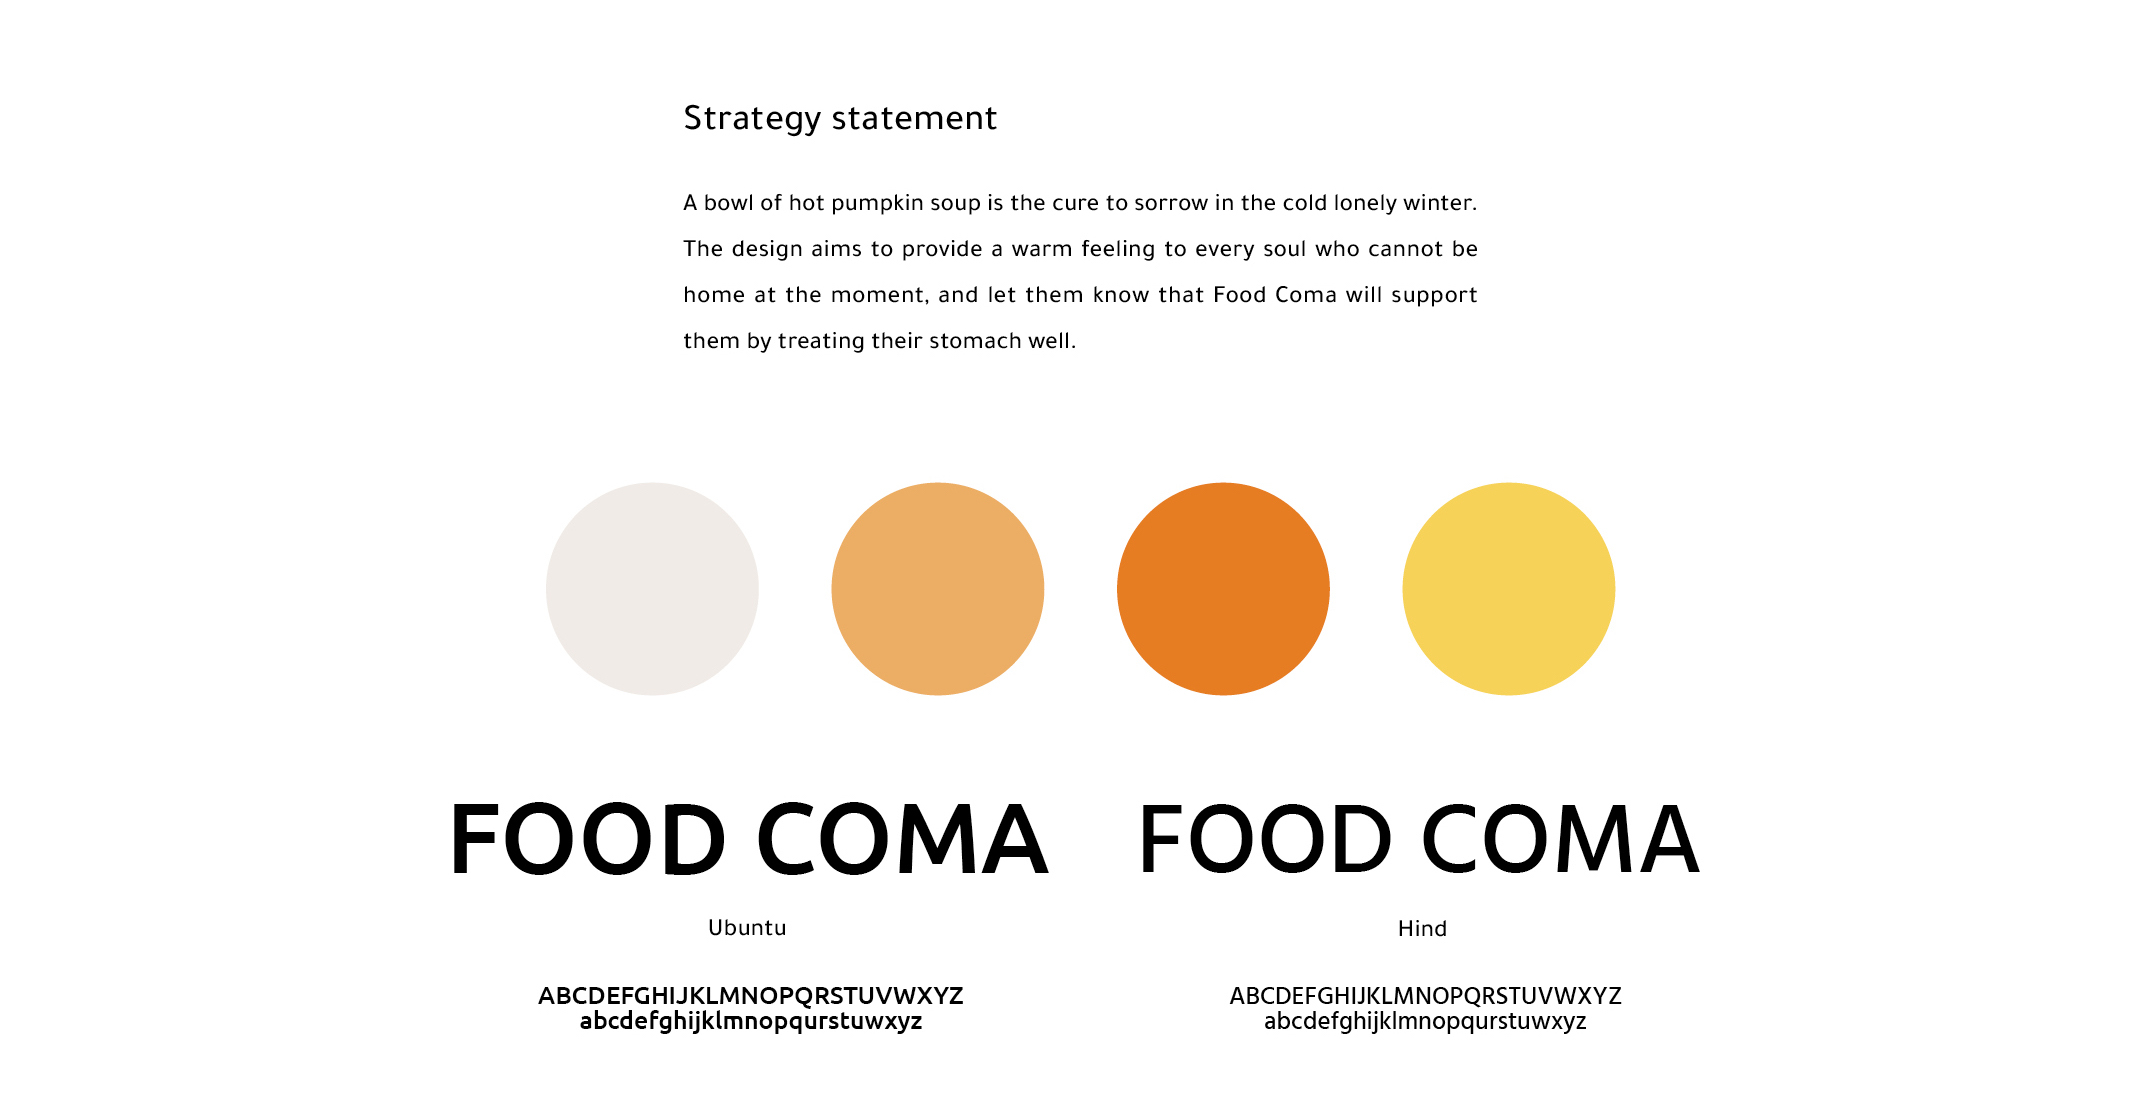 Strategy statement
A bowl of hot pumpkin soup is the cure to sorrow in the cold lonely winter.
The design aims to provide a warm feeling to every soul who cannot be
home at the moment, and let them know that Food Coma will support
them by treating their stomach well.
FOOD COMA
FOOD COMA
Ubuntu
Hind
ABCDEFGHIJKLMNOPQRSTUVWXYZ
abcdefghijklmnopqurstuwxyz
ABCDEFGHIJKLMNOPQRSTUVWXYZ
abcdefghijklmnopqurstuwxyz